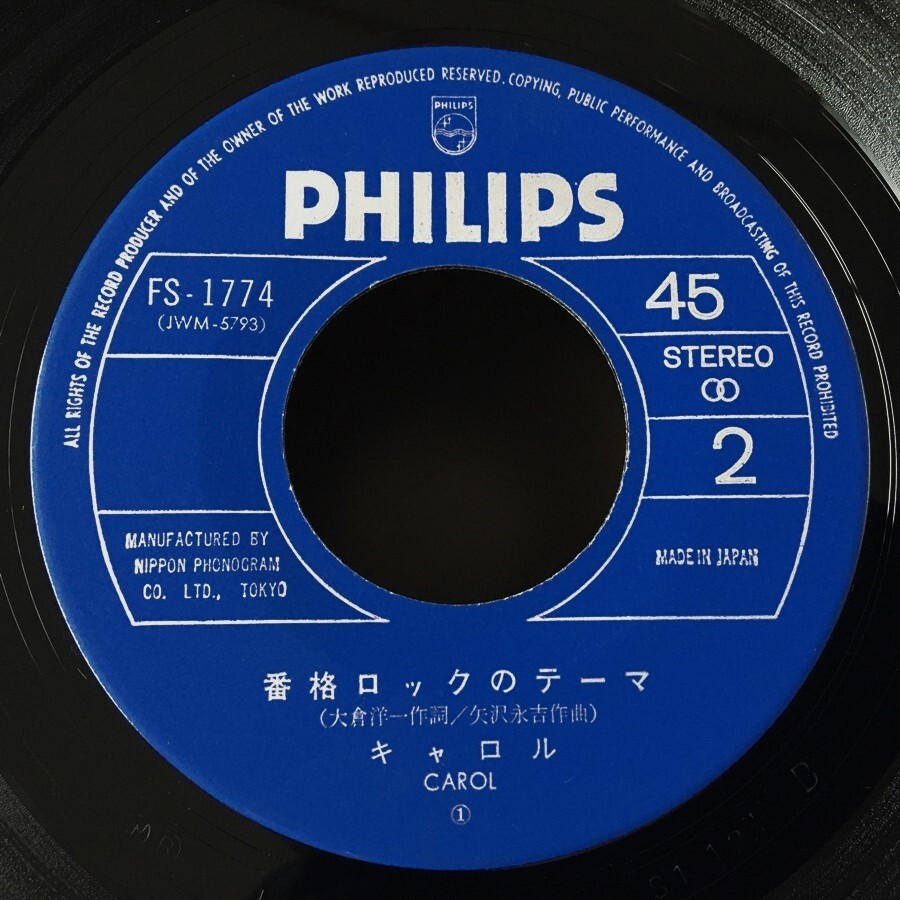 ALL RIGHTS OF THE RECORD PRODUCER AND OF THE OWNER OF THE WORK REPRODUCED RESERVED. COPYING, PUBLIC PERFORMANCE AND BROADCASTING OF THIS RECORD PROHIBITED
PHILIPS
PHILIPS
FS-1774
(JWM-5793)
45
STEREO
2
MANUFACTURED BY
NIPPON PHONOGRAM
CO. LTD., TOKYO
MADE IN JAPAN
番格ロックのテーマ
(大倉洋一作詞/矢沢永吉作曲)
キャロル
CAROL
①